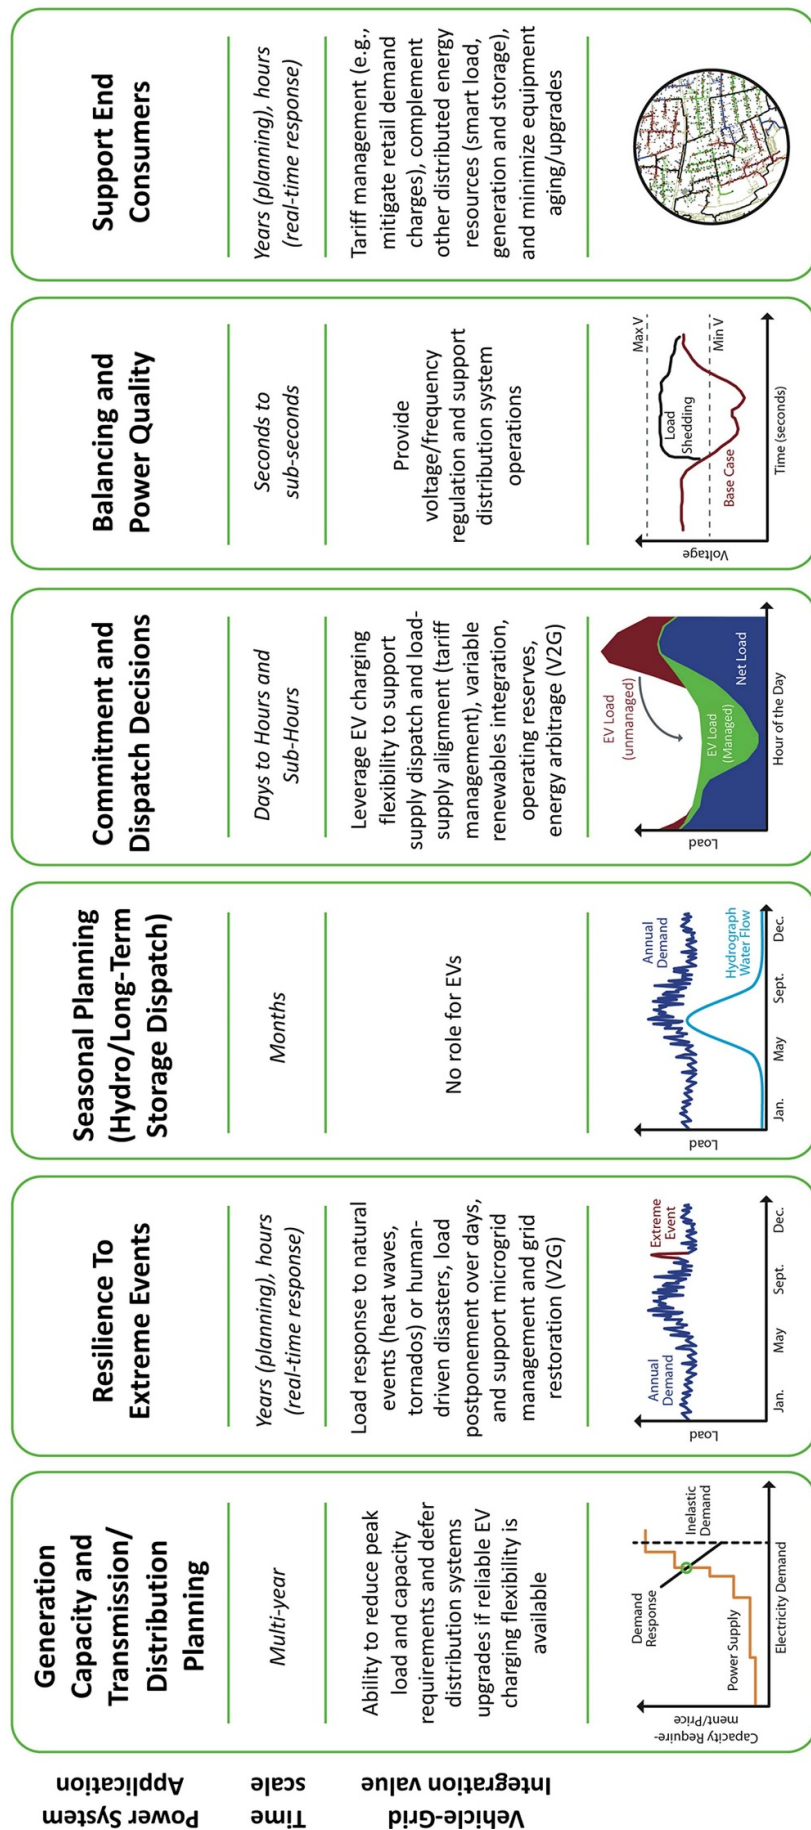 Power System
Application
Time
scale
Vehicle-Grid
Integration value
Generation
Capacity and
Transmission/
Distribution
Planning
Multi-year
Ability to reduce peak
load and capacity
requirements and defer
distribution systems
upgrades if reliable EV
charging flexibility is
available
Capacity Require-
ment/Price
Demand
Response
Inelastic
Demand
Power Supply
Electricity Demand
Resilience To
Extreme Events
Years (planning), hours
(real-time response)
Load response to natural
events (heat waves,
tornados) or human-
driven disasters, load
postponement over days,
and support microgrid
management and grid
restoration (V2G)
Load
Annual
Demand
Extreme
Event
Jan.
May
Sept.
Dec.
Seasonal Planning
(Hydro/Long-Term
Storage Dispatch)
Months
No role for EVs
Load
Annual
Demand
Hydrograph
Water Flow
Jan.
May
Sept.
Dec.
Commitment and
Dispatch Decisions
Days to Hours and
Sub-Hours
Leverage EV charging
flexibility to support
supply dispatch and load-
supply alignment (tariff
management), variable
renewables integration,
operating reserves,
energy arbitrage (V2G)
Load
EV Load
(unmanaged)
EV Load
(Managed)
Net Load
Hour of the Day
Balancing and
Power Quality
Seconds to
sub-seconds
Provide
voltage/frequency
regulation and support
distribution system
operations
Voltage
Max V
Load
Shedding
Min V
Base Case
Time (seconds)
Support End
Consumers
Years (planning), hours
(real-time response)
Tariff management (e.g.,
mitigate retail demand
charges), complement
other distributed energy
resources (smart load,
generation and storage),
and minimize equipment
aging/upgrades